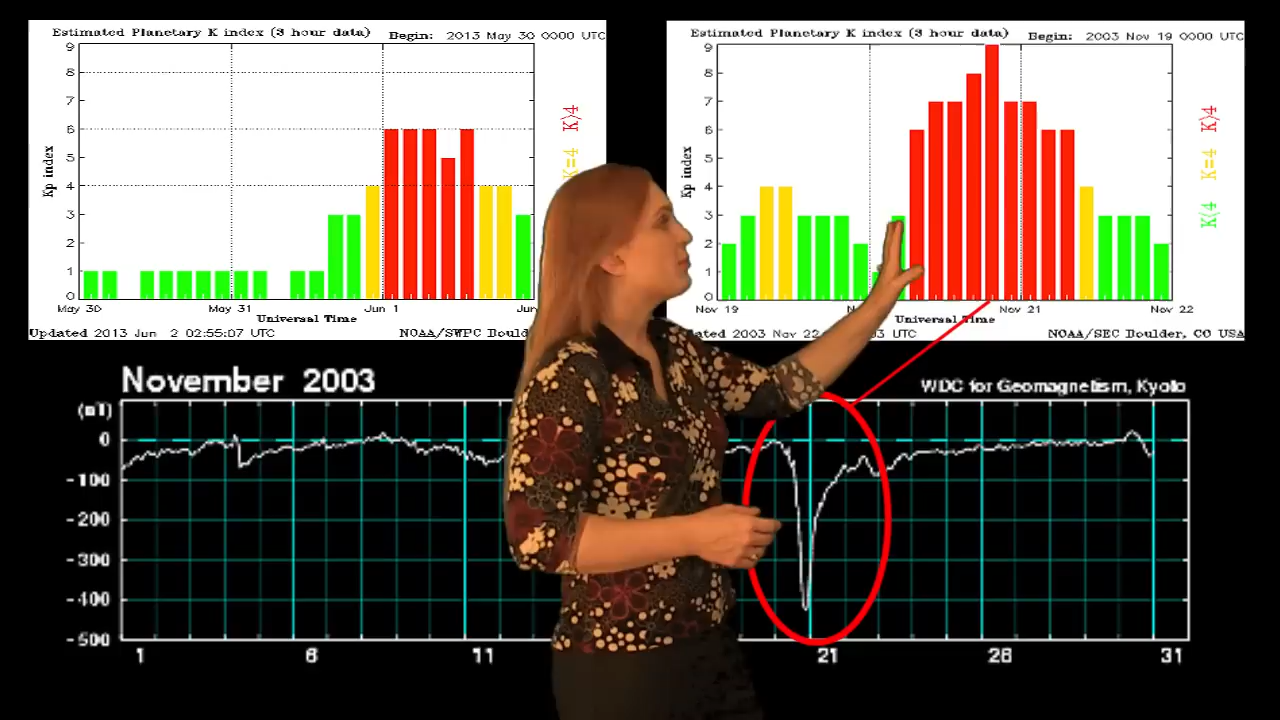 Estimated Planetary K index (3 hour data) Begin: 2013 May 30 0000 UTC
9
8
7
6
5
4
3
2
1
0
Kp index
K>4
K=4
May 30 May 31 Jun 1
Universal Time
Updated 2013 Jun 2 02:55:07 UTC NOAA/SWPC
Estimated Planetary K index (3 hour data) Begin: 2003 Nov 19 0000 UTC
9
8
7
6
5
4
3
2
1
0
Kp index
K<4 K=4 K>4
Nov 19 Nov 21 Nov 22
Universal Time
2003 Nov 22 UTC NOAA/SEC Boulder, CO USA
November 2003 WDC for Geomagnetism, Kyoto
(nT)
0
-100
-200
-300
-400
-500
1 6 11 21 26 31